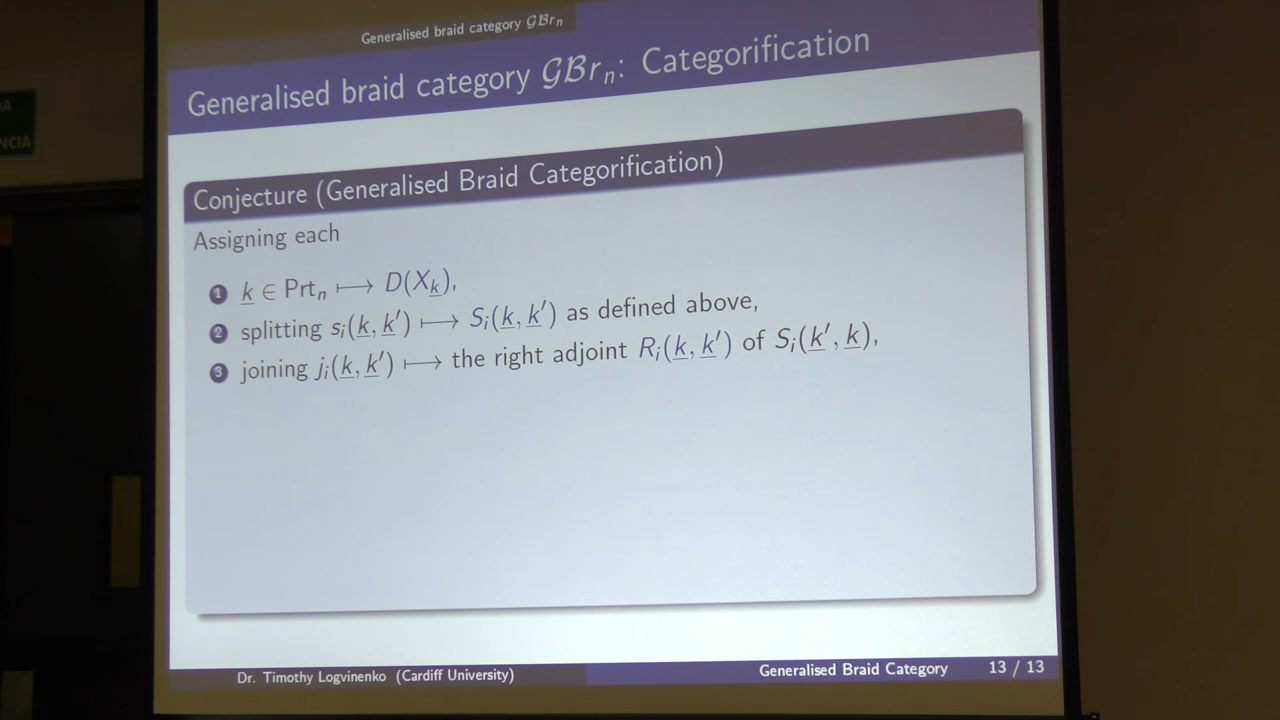 DA
NCIA
Generalised braid category 𝒢ℬr_n
Generalised braid category 𝒢ℬr_n: Categorification
Conjecture (Generalised Braid Categorification)
Assigning each
1 k ∈ Prt_n ⟼ D(X_k),
2 splitting s_i(k, k′) ⟼ S_i(k, k′) as defined above,
3 joining j_i(k, k′) ⟼ the right adjoint R_i(k, k′) of S_i(k′, k),
Dr. Timothy Logvinenko (Cardiff University) Generalised Braid Category 13 / 13